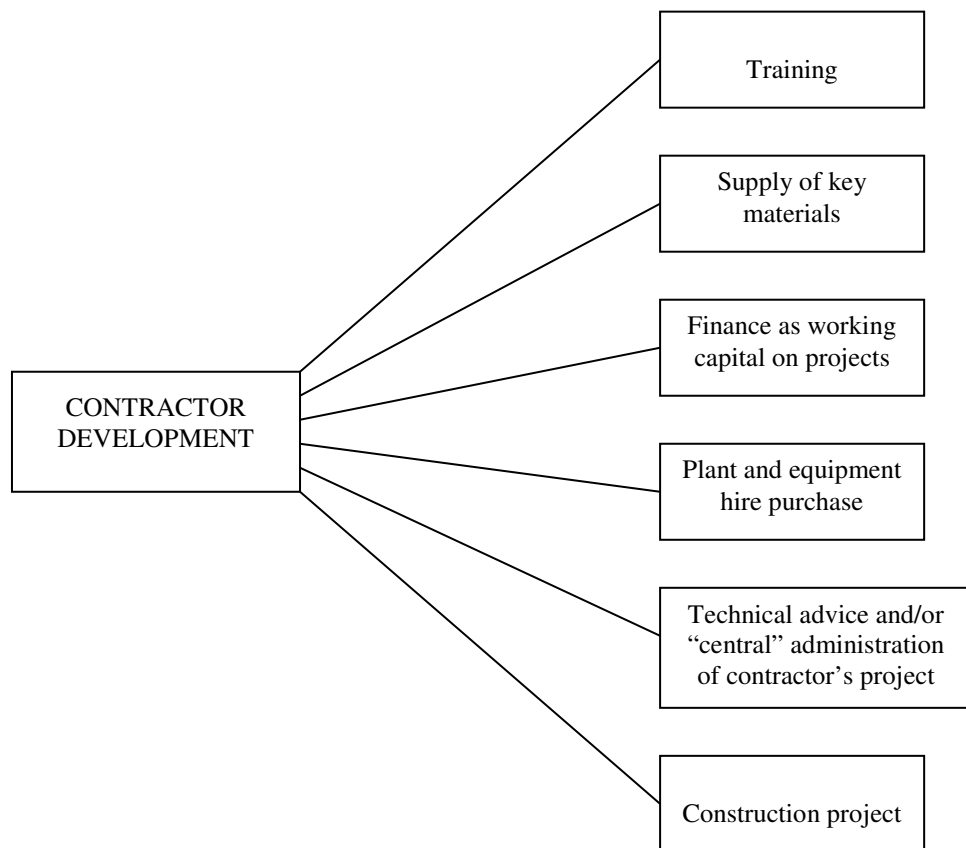 Training
Supply of key
materials
Finance as working
capital on projects
CONTRACTOR
DEVELOPMENT
Plant and equipment
hire purchase
Technical advice and/or
“central” administration
of contractor’s project
Construction project